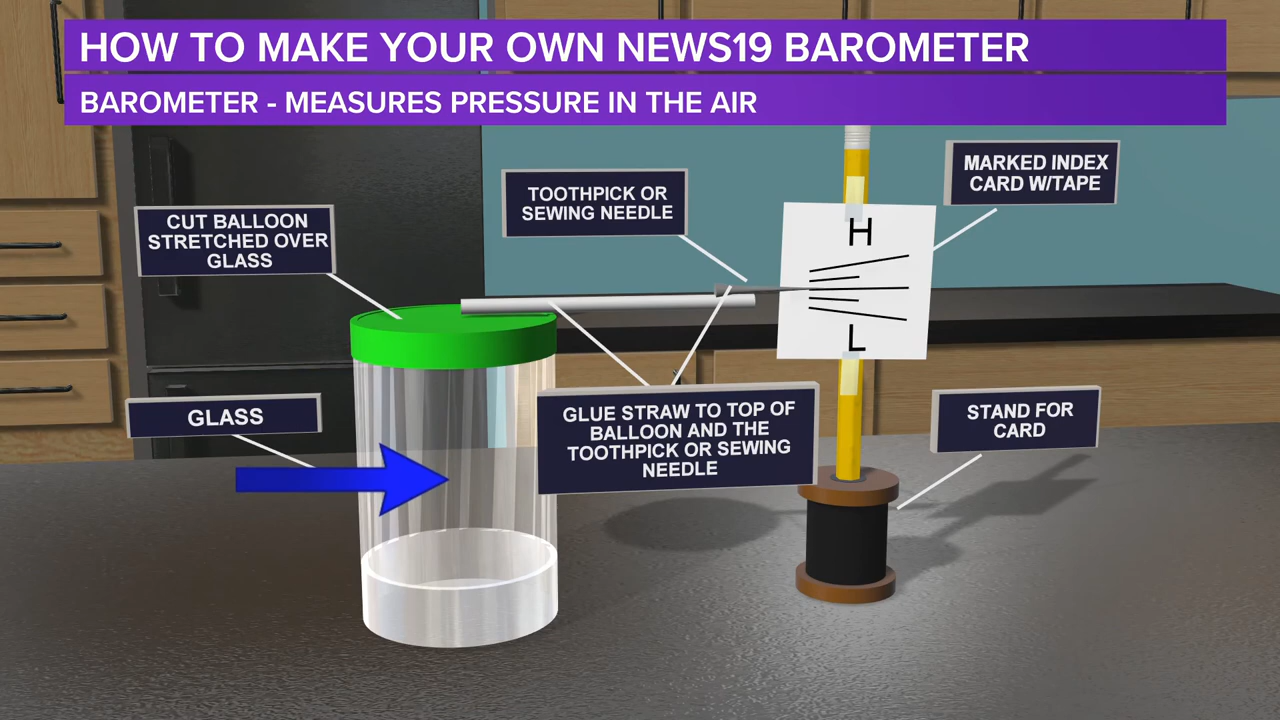 HOW TO MAKE YOUR OWN NEWS19 BAROMETER
BAROMETER - MEASURES PRESSURE IN THE AIR
CUT BALLOON
STRETCHED OVER
GLASS
TOOTHPICK OR
SEWING NEEDLE
MARKED INDEX
CARD W/TAPE
H
L
GLASS
GLUE STRAW TO TOP OF
BALLOON AND THE
TOOTHPICK OR SEWING
NEEDLE
STAND FOR
CARD